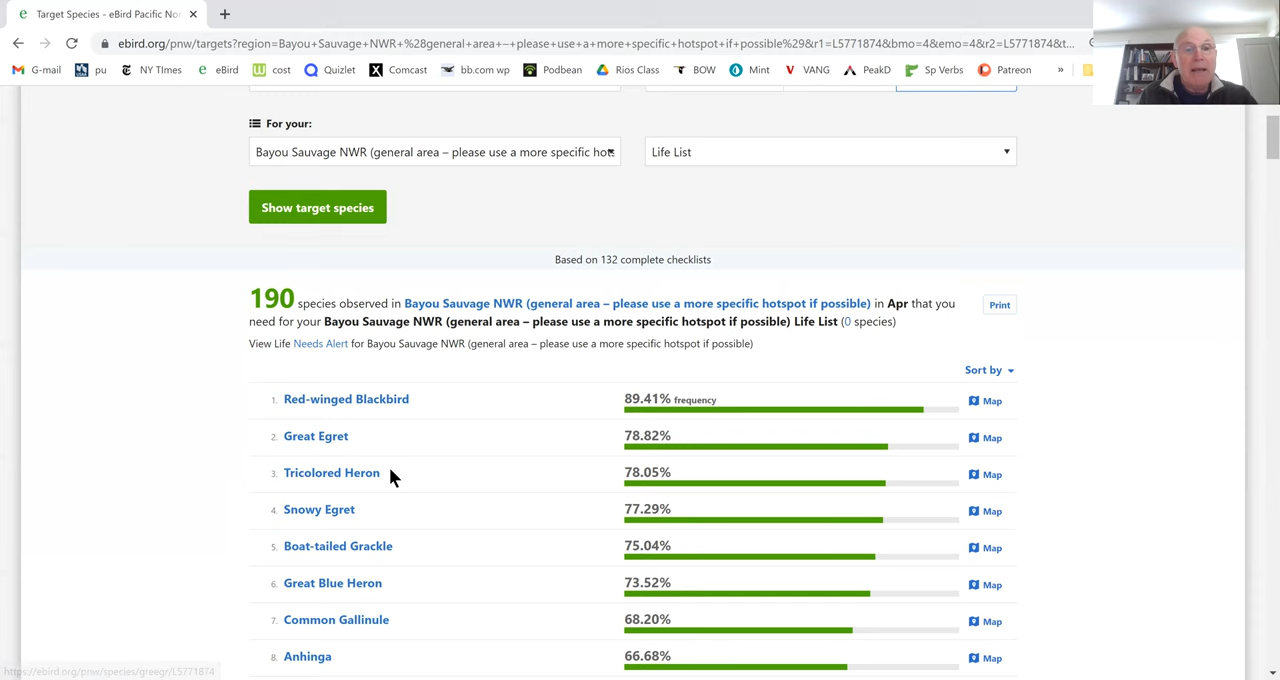 Target Species - eBird Pacific Nor
ebird.org/pnw/targets?region=Bayou+Sauvage+NWR+%28general+area+–+please+use+a+more+specific+hotspot+if+possible%29&r1=L5771874&bmo=4&emo=4&r2=L5771874&t...
G-mail pu NY TImes eBird cost Quizlet Comcast bb.com wp Podbean Rios Class BOW Mint VANG PeakD Sp Verbs Patreon »
For your:
Bayou Sauvage NWR (general area – please use a more specific hot: Life List
Show target species
Based on 132 complete checklists
190 species observed in Bayou Sauvage NWR (general area – please use a more specific hotspot if possible) in Apr that you Print
need for your Bayou Sauvage NWR (general area – please use a more specific hotspot if possible) Life List (0 species)
View Life Needs Alert for Bayou Sauvage NWR (general area – please use a more specific hotspot if possible)
Sort by
1. Red-winged Blackbird 89.41% frequency Map
2. Great Egret 78.82% Map
3. Tricolored Heron 78.05% Map
4. Snowy Egret 77.29% Map
5. Boat-tailed Grackle 75.04% Map
6. Great Blue Heron 73.52% Map
7. Common Gallinule 68.20% Map
8. Anhinga 66.68% Map
https://ebird.org/pnw/species/greegr/L5771874